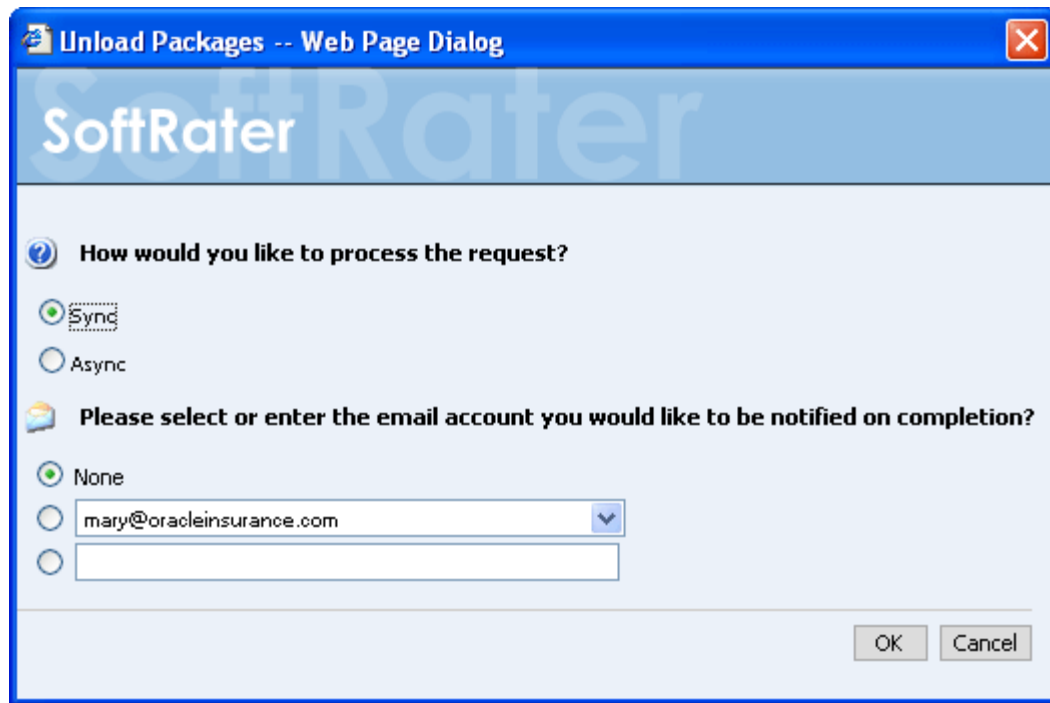 Unload Packages -- Web Page Dialog
SoftRater
SoftRater
How would you like to process the request?
Sync
Async
Please select or enter the email account you would like to be notified on completion?
None
mary@oracleinsurance.com
OK Cancel